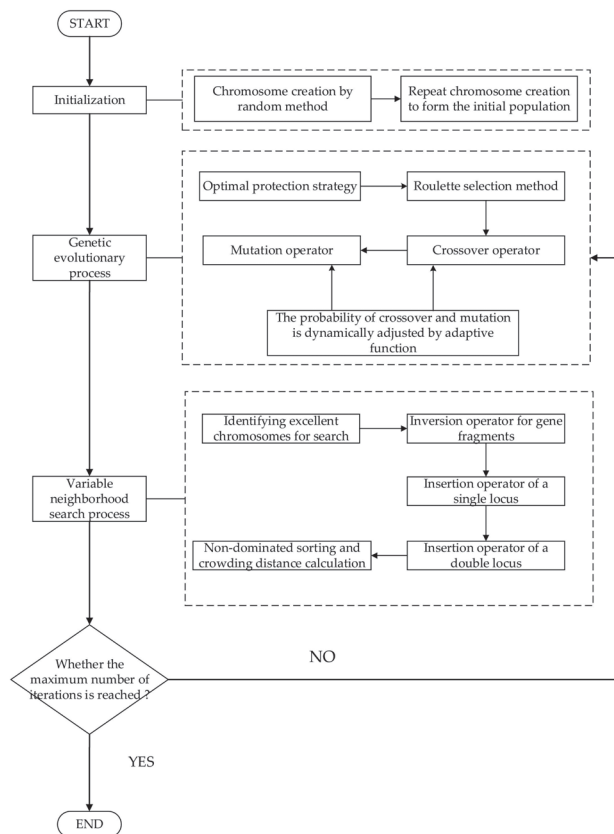 START
Initialization
Chromosome creation by
random method
Repeat chromosome creation
to form the initial population
Optimal protection strategy
Roulette selection method
Genetic
evolutionary
process
Mutation operator
Crossover operator
The probability of crossover and mutation
is dynamically adjusted by adaptive
function
Identifying excellent
chromosomes for search
Inversion operator for gene
fragments
Variable
neighborhood
search process
Insertion operator of a
single locus
Non-dominated sorting and
crowding distance calculation
Insertion operator of a
double locus
Whether the
maximum number of
iterations is reached ?
NO
YES
END